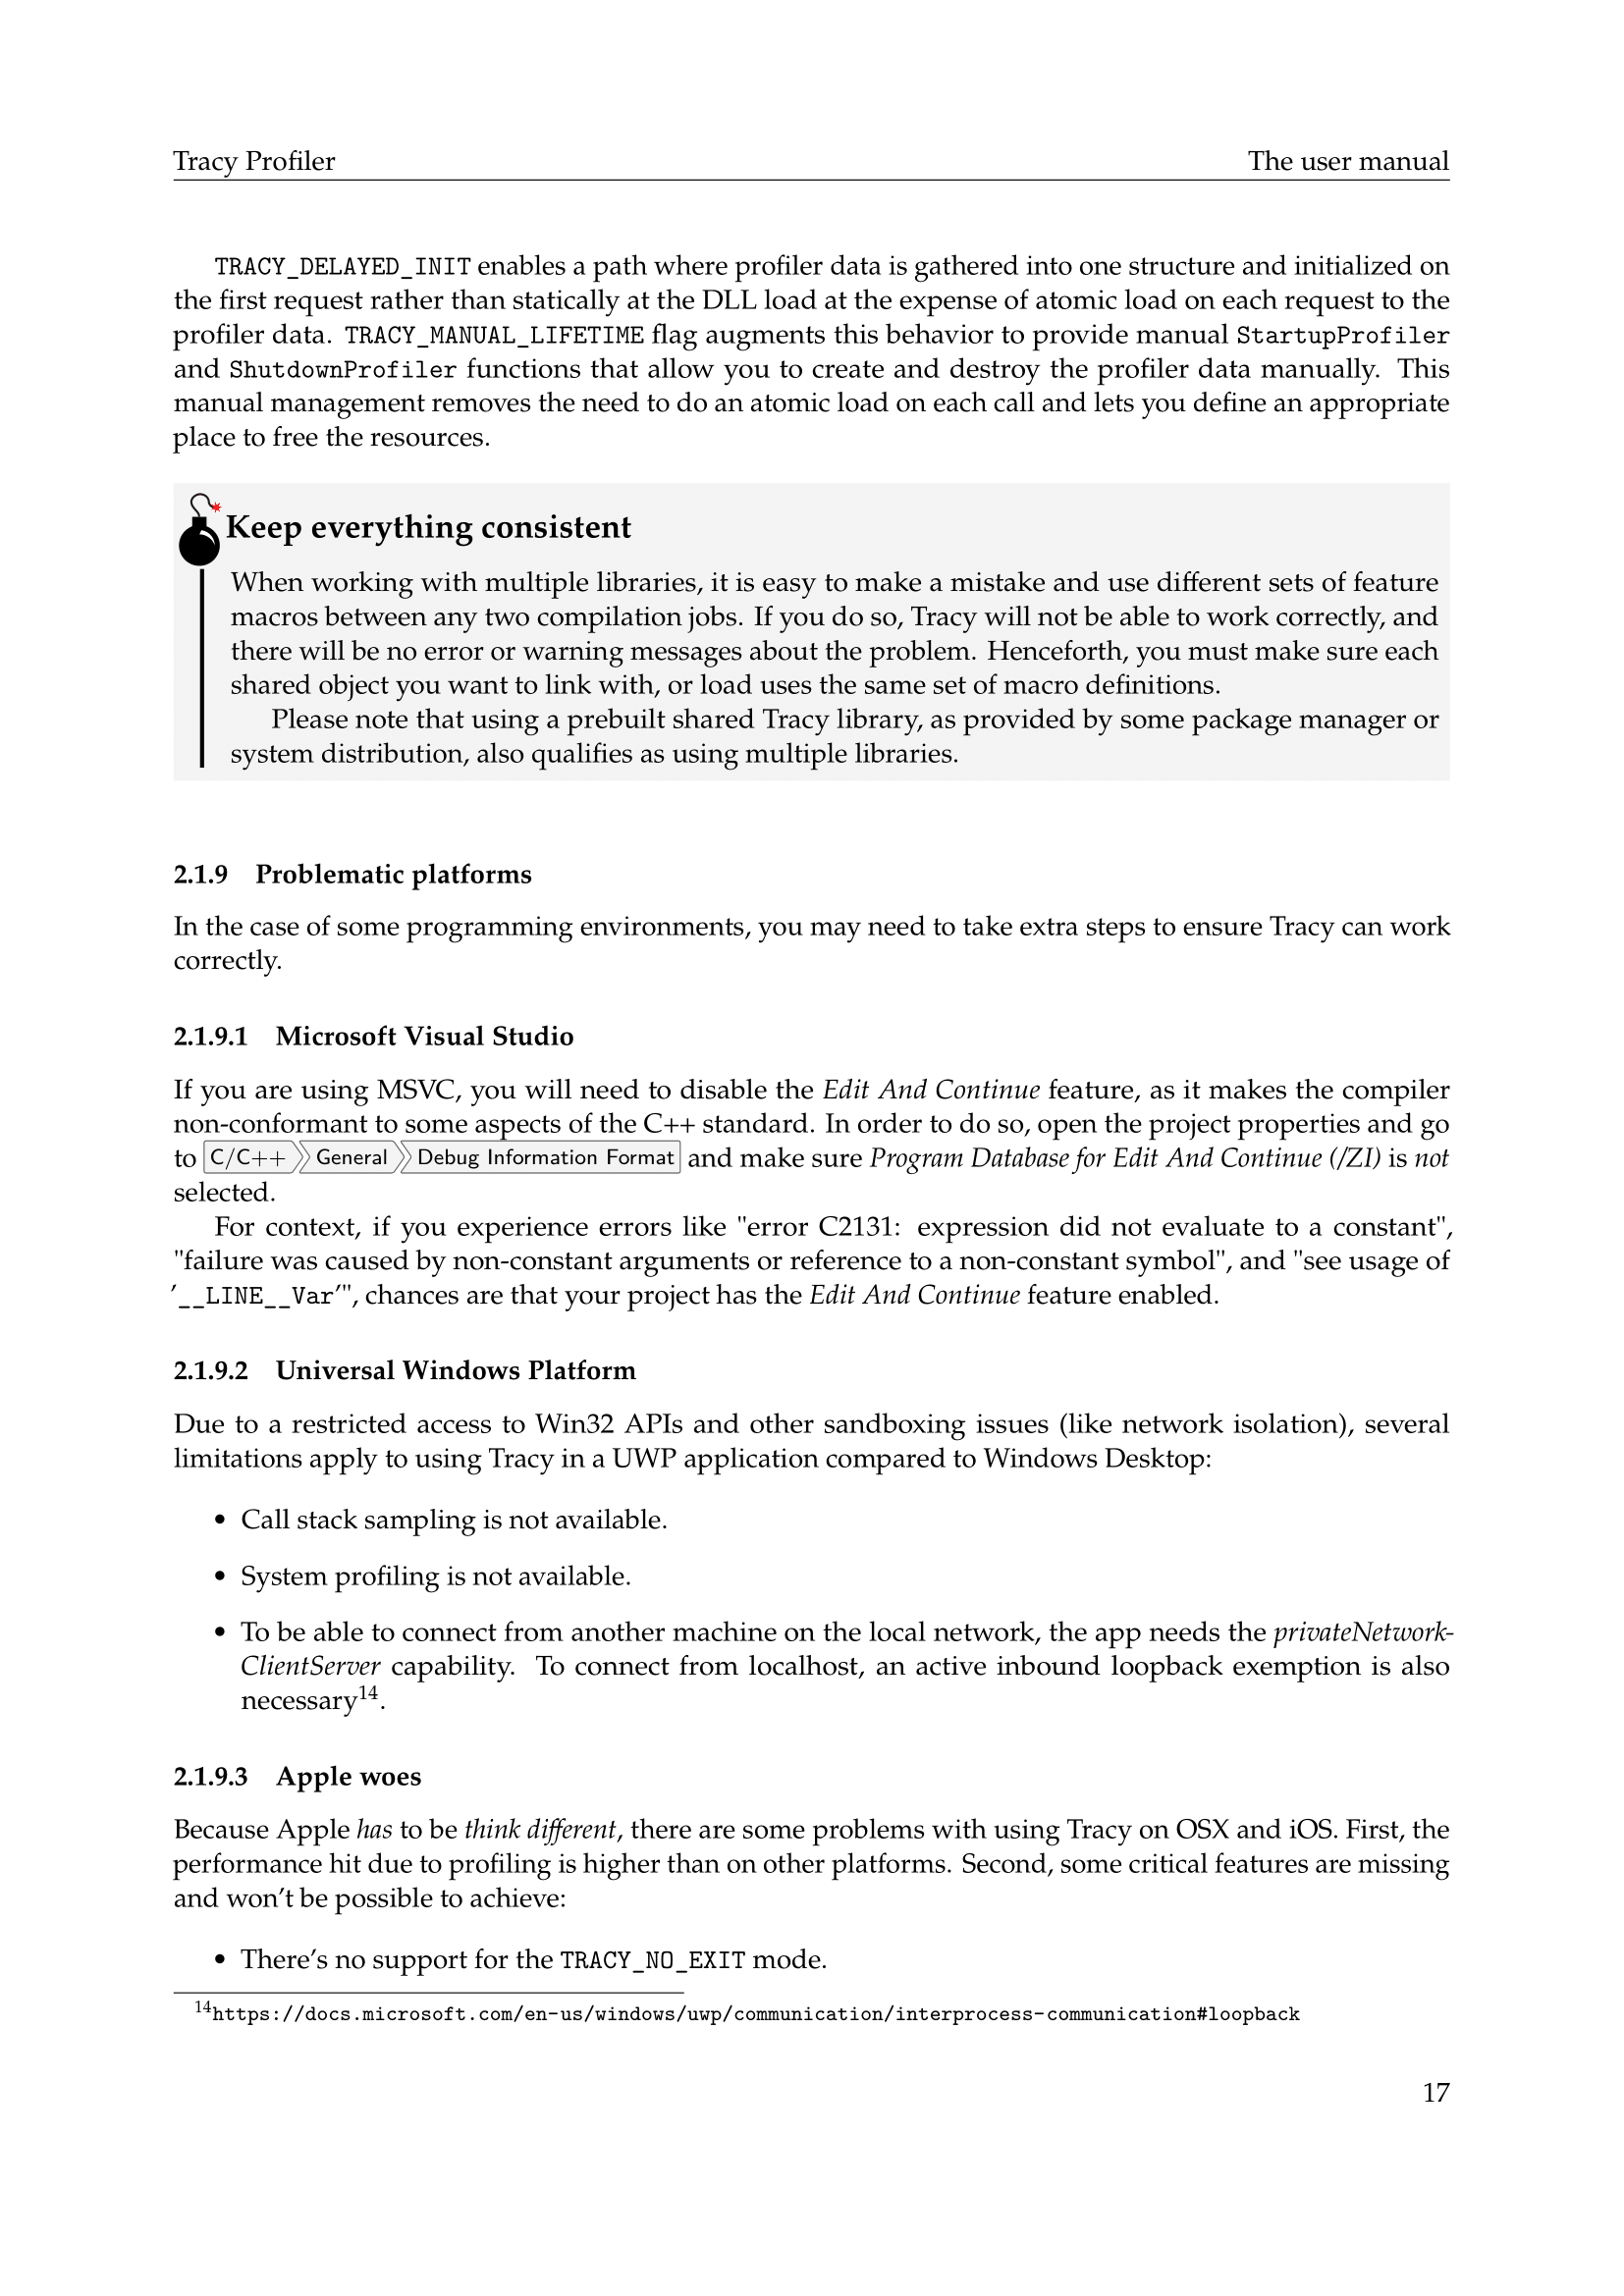 Tracy Profiler The user manual
TRACY_DELAYED_INIT enables a path where profiler data is gathered into one structure and initialized on
the first request rather than statically at the DLL load at the expense of atomic load on each request to the
profiler data. TRACY_MANUAL_LIFETIME flag augments this behavior to provide manual StartupProfiler
and ShutdownProfiler functions that allow you to create and destroy the profiler data manually. This
manual management removes the need to do an atomic load on each call and lets you define an appropriate
place to free the resources.
Keep everything consistent
When working with multiple libraries, it is easy to make a mistake and use different sets of feature
macros between any two compilation jobs. If you do so, Tracy will not be able to work correctly, and
there will be no error or warning messages about the problem. Henceforth, you must make sure each
shared object you want to link with, or load uses the same set of macro definitions.
Please note that using a prebuilt shared Tracy library, as provided by some package manager or
system distribution, also qualifies as using multiple libraries.
2.1.9 Problematic platforms
In the case of some programming environments, you may need to take extra steps to ensure Tracy can work
correctly.
2.1.9.1 Microsoft Visual Studio
If you are using MSVC, you will need to disable the Edit And Continue feature, as it makes the compiler
non-conformant to some aspects of the C++ standard. In order to do so, open the project properties and go
to C/C++ General Debug Information Format and make sure Program Database for Edit And Continue (/ZI) is not
selected.
For context, if you experience errors like "error C2131: expression did not evaluate to a constant",
"failure was caused by non-constant arguments or reference to a non-constant symbol", and "see usage of
'__LINE__Var'", chances are that your project has the Edit And Continue feature enabled.
2.1.9.2 Universal Windows Platform
Due to a restricted access to Win32 APIs and other sandboxing issues (like network isolation), several
limitations apply to using Tracy in a UWP application compared to Windows Desktop:
• Call stack sampling is not available.
• System profiling is not available.
• To be able to connect from another machine on the local network, the app needs the privateNetwork-
ClientServer capability. To connect from localhost, an active inbound loopback exemption is also
necessary14.
2.1.9.3 Apple woes
Because Apple has to be think different, there are some problems with using Tracy on OSX and iOS. First, the
performance hit due to profiling is higher than on other platforms. Second, some critical features are missing
and won't be possible to achieve:
• There's no support for the TRACY_NO_EXIT mode.
14https://docs.microsoft.com/en-us/windows/uwp/communication/interprocess-communication#loopback
17